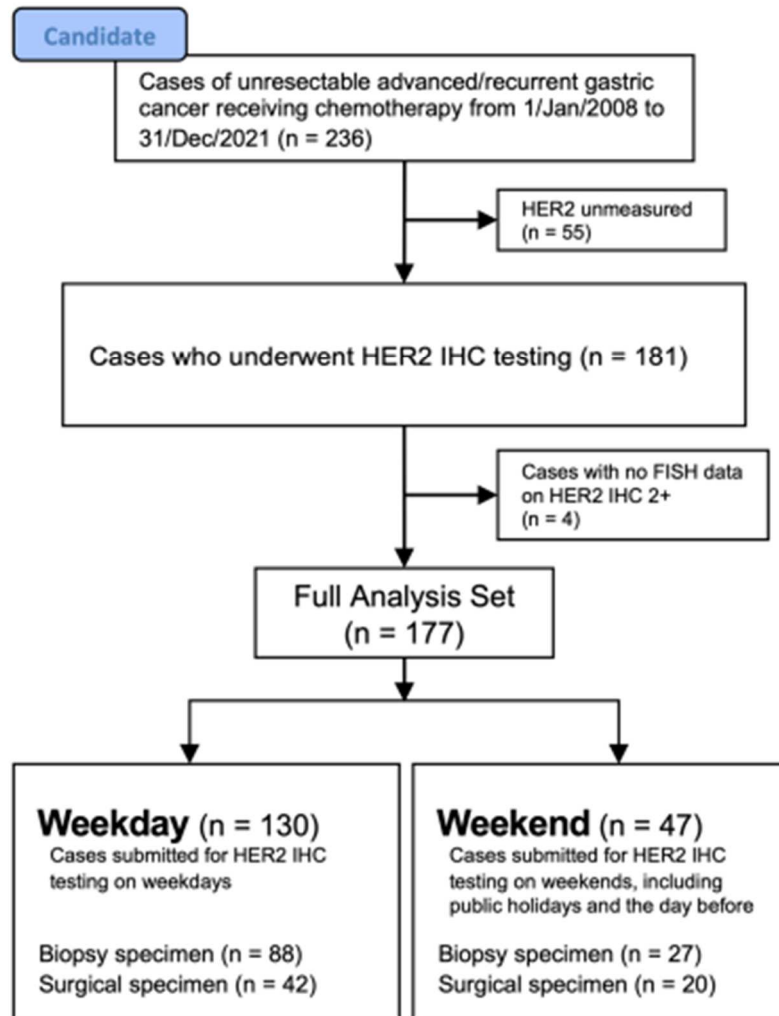 Candidate
Cases of unresectable advanced/recurrent gastric
cancer receiving chemotherapy from 1/Jan/2008 to
31/Dec/2021 (n = 236)
HER2 unmeasured
(n = 55)
Cases who underwent HER2 IHC testing (n = 181)
Cases with no FISH data
on HER2 IHC 2+
(n = 4)
Full Analysis Set
(n = 177)
Weekday (n = 130)
Cases submitted for HER2 IHC
testing on weekdays
Biopsy specimen (n = 88)
Surgical specimen (n = 42)
Weekend (n = 47)
Cases submitted for HER2 IHC
testing on weekends, including
public holidays and the day before
Biopsy specimen (n = 27)
Surgical specimen (n = 20)